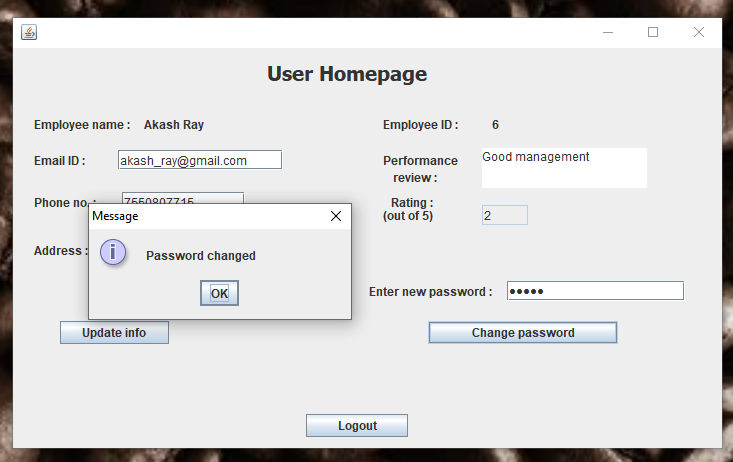 User Homepage
Employee name : Akash Ray
Employee ID : 6
Email ID : akash_ray@gmail.com
Performance review : Good management
Phone no. : 7550807715
Rating : (out of 5) 2
Address :
Message
Password changed
OK
Enter new password : •••••
Update info
Change password
Logout